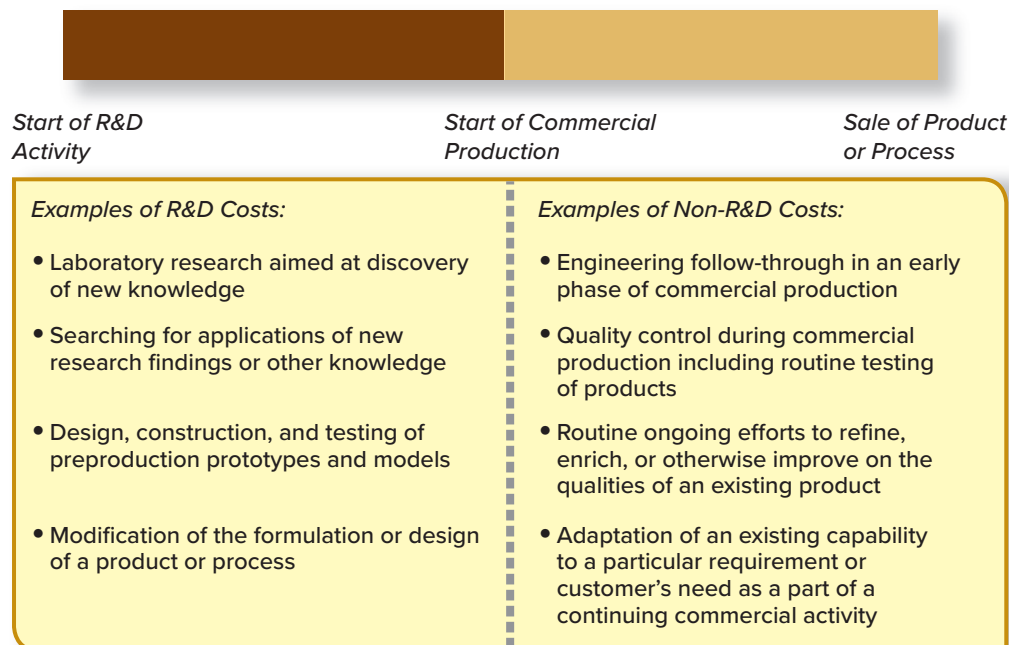 Start of R&D
Activity
Start of Commercial
Production
Sale of Product
or Process
Examples of R&D Costs:
• Laboratory research aimed at discovery
of new knowledge
• Searching for applications of new
research findings or other knowledge
• Design, construction, and testing of
preproduction prototypes and models
• Modification of the formulation or design
of a product or process
Examples of Non-R&D Costs:
• Engineering follow-through in an early
phase of commercial production
• Quality control during commercial
production including routine testing
of products
• Routine ongoing efforts to refine,
enrich, or otherwise improve on the
qualities of an existing product
• Adaptation of an existing capability
to a particular requirement or
customer's need as a part of a
continuing commercial activity